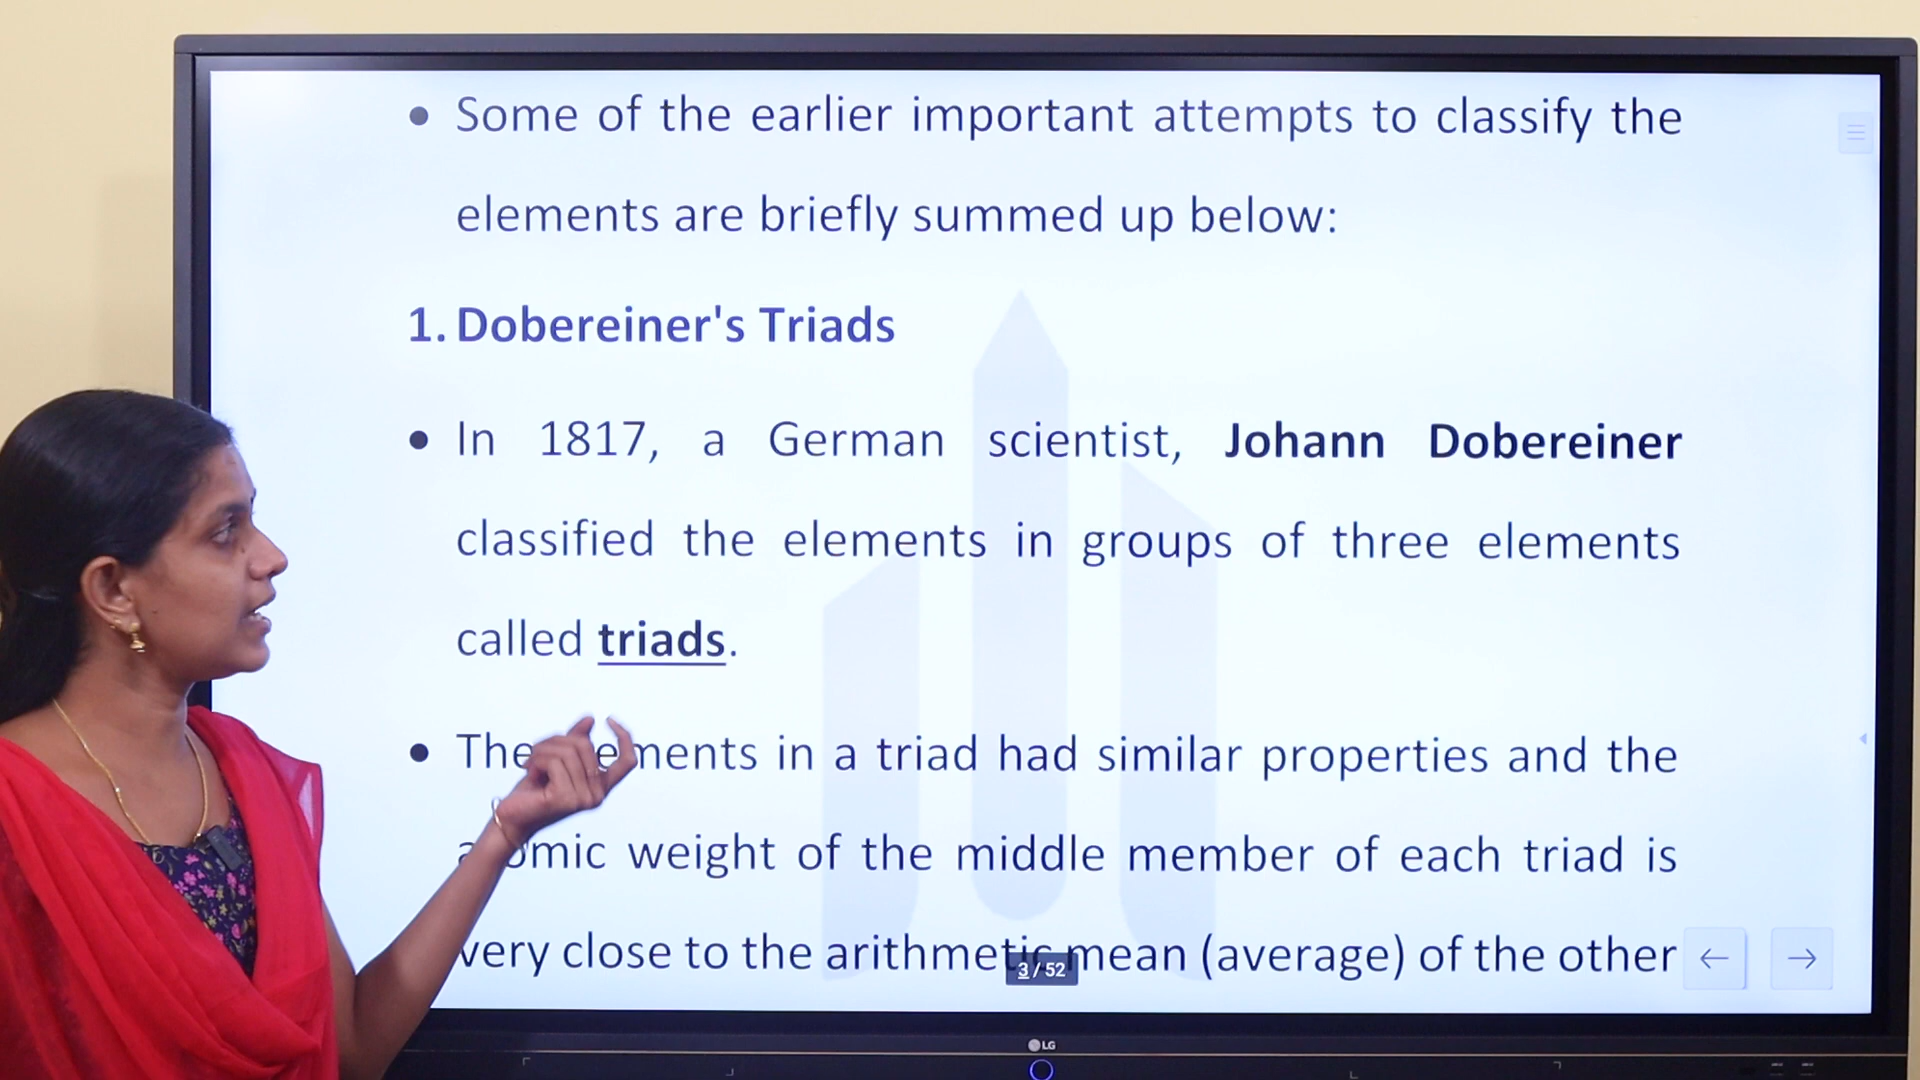 • Some of the earlier important attempts to classify the
elements are briefly summed up below:
1. Dobereiner's Triads
• In 1817, a German scientist, Johann Dobereiner
classified the elements in groups of three elements
called triads.
• The elements in a triad had similar properties and the
atomic weight of the middle member of each triad is
very close to the arithmetic mean (average) of the other
3 / 52
LG